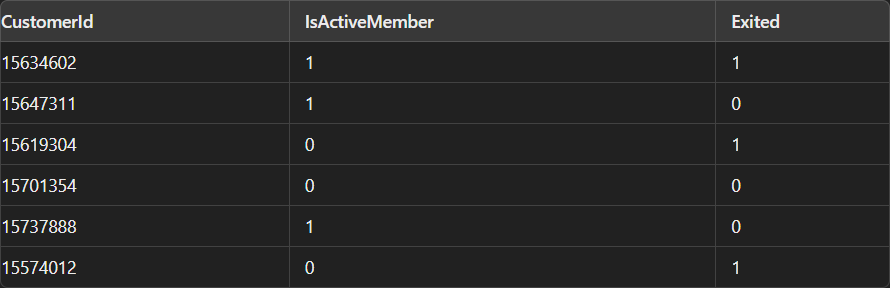 CustomerId IsActiveMember Exited
15634602 1 1
15647311 1 0
15619304 0 1
15701354 0 0
15737888 1 0
15574012 0 1